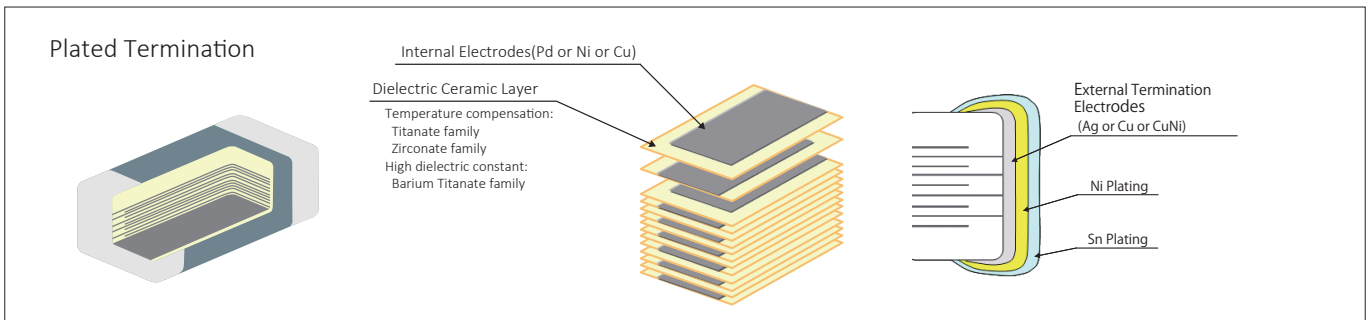 Plated Termination
Internal Electrodes(Pd or Ni or Cu)
Dielectric Ceramic Layer
Temperature compensation:
Titanate family
Zirconate family
High dielectric constant:
Barium Titanate family
External Termination
Electrodes
(Ag or Cu or CuNi)
Ni Plating
Sn Plating